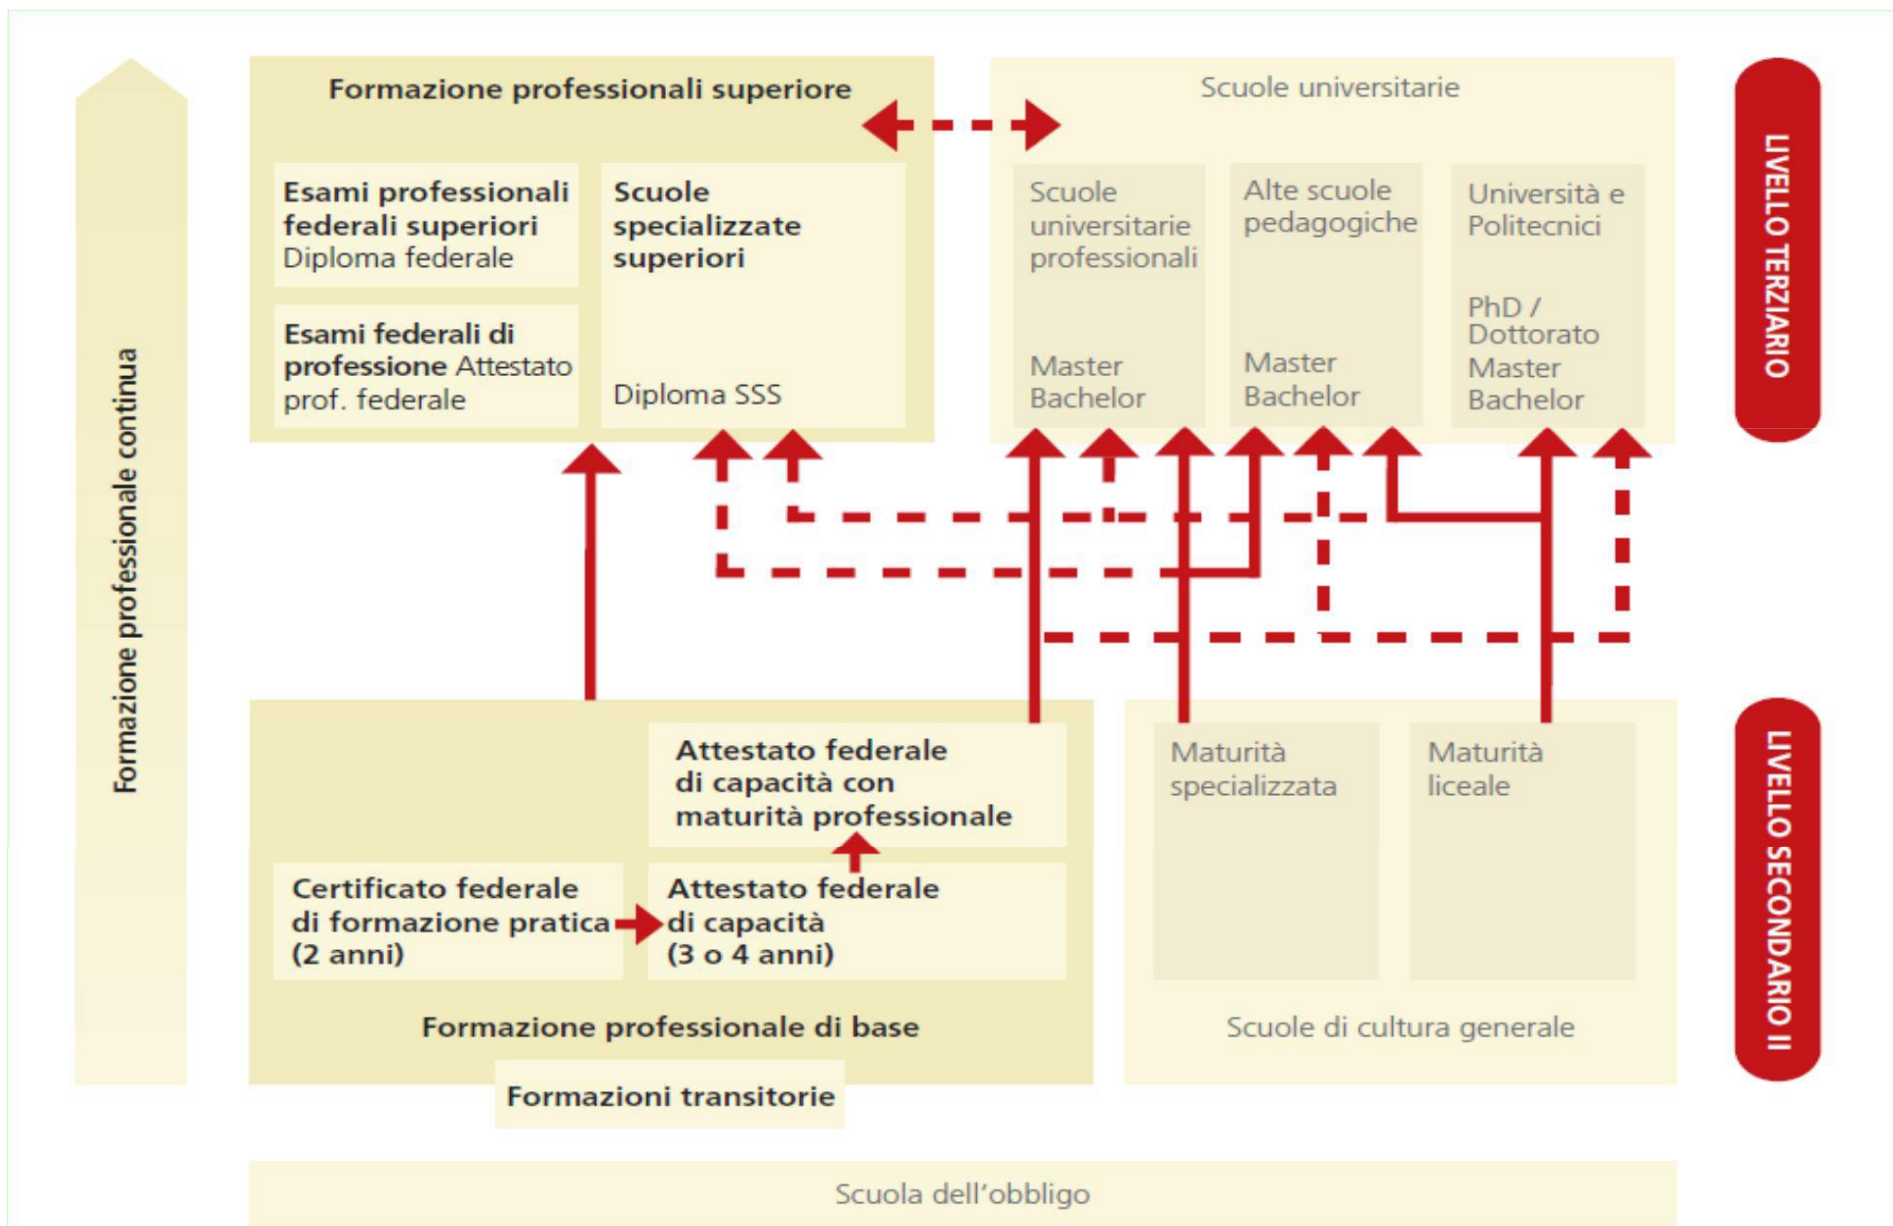 Formazione professionale continua
Formazione professionali superiore
Esami professionali
federali superiori
Diploma federale
Esami federali di
professione Attestato
prof. federale
Scuole
specializzate
superiori
Diploma SSS
Scuole universitarie
Scuole
universitarie
professionali
Master
Bachelor
Alte scuole
pedagogiche
Master
Bachelor
Università e
Politecnici
PhD /
Dottorato
Master
Bachelor
LIVELLO TERZIARIO
Attestato federale
di capacità con
maturità professionale
Certificato federale
di formazione pratica
(2 anni)
Attestato federale
di capacità
(3 o 4 anni)
Formazione professionale di base
Formazioni transitorie
Maturità
specializzata
Maturità
liceale
Scuole di cultura generale
LIVELLO SECONDARIO II
Scuola dell'obbligo